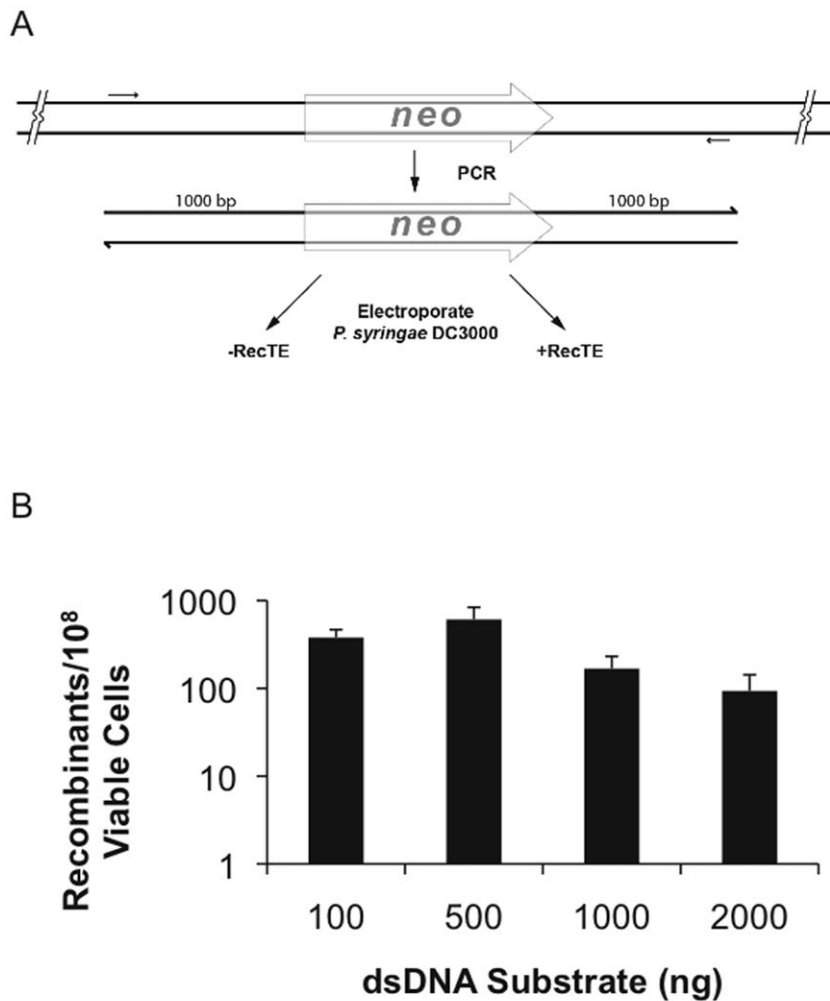 A
neo
PCR
1000 bp
1000 bp
neo
Electroporate
P. syringae DC3000
-RecTE
+RecTE
B
Recombinants/10⁸
Viable Cells
1000
100
10
1
100
500
1000
2000
dsDNA Substrate (ng)